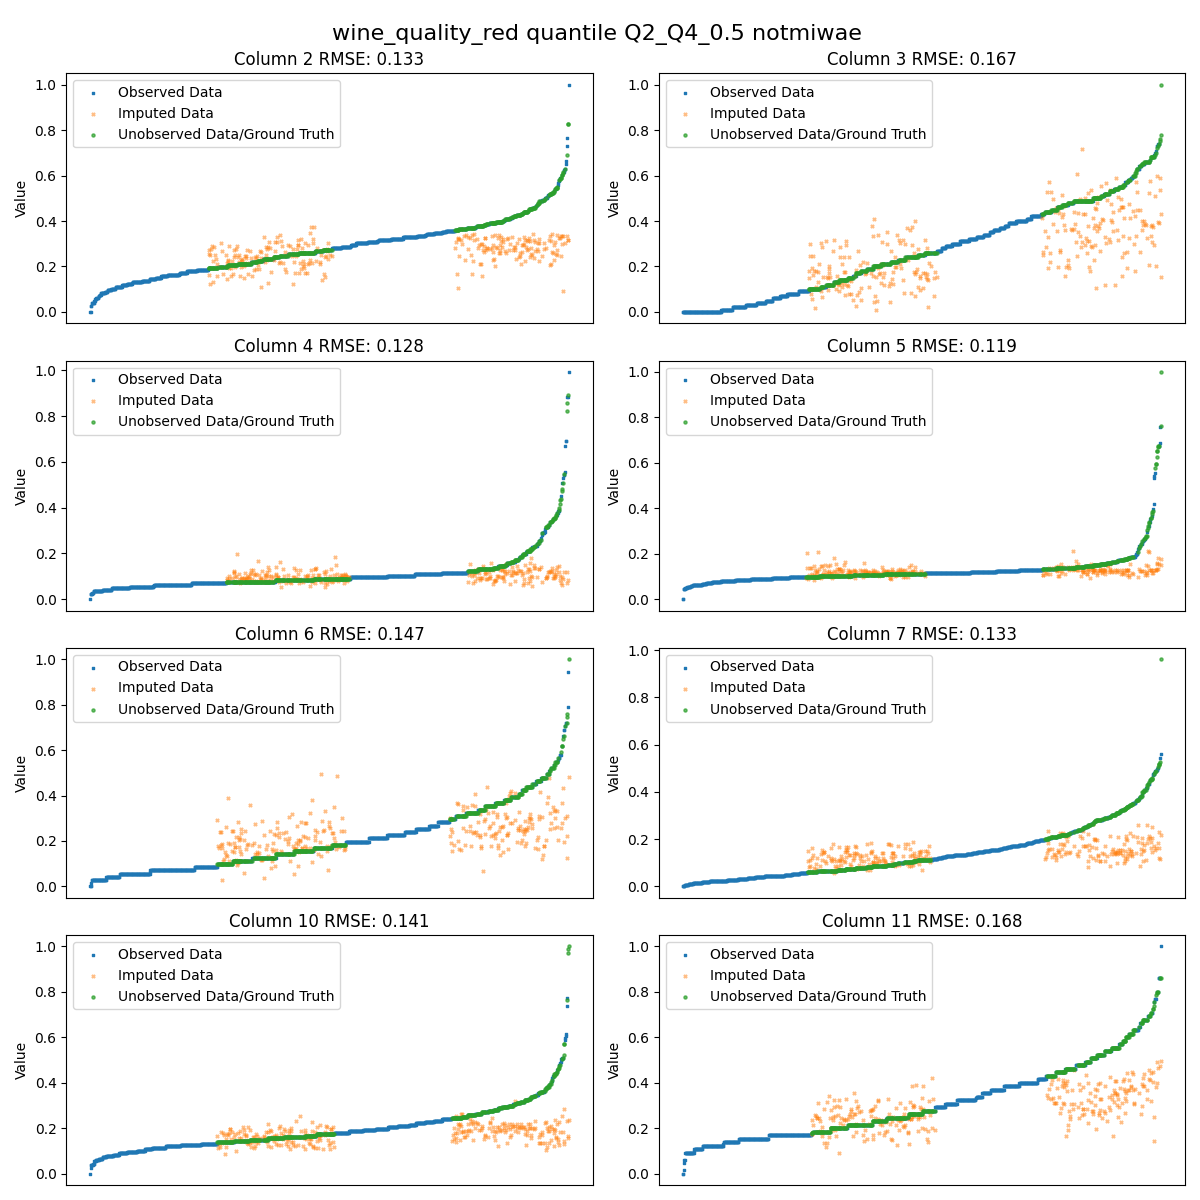 wine_quality_red quantile Q2_Q4_0.5 notmiwae
Column 2 RMSE: 0.133
1.0
0.8
0.6
0.4
0.2
0.0
Value
Observed Data
Imputed Data
Unobserved Data/Ground Truth
Column 3 RMSE: 0.167
1.0
0.8
0.6
0.4
0.2
0.0
Value
Observed Data
Imputed Data
Unobserved Data/Ground Truth
Column 4 RMSE: 0.128
1.0
0.8
0.6
0.4
0.2
0.0
Value
Observed Data
Imputed Data
Unobserved Data/Ground Truth
Column 5 RMSE: 0.119
1.0
0.8
0.6
0.4
0.2
0.0
Value
Observed Data
Imputed Data
Unobserved Data/Ground Truth
Column 6 RMSE: 0.147
1.0
0.8
0.6
0.4
0.2
0.0
Value
Observed Data
Imputed Data
Unobserved Data/Ground Truth
Column 7 RMSE: 0.133
1.0
0.8
0.6
0.4
0.2
0.0
Value
Observed Data
Imputed Data
Unobserved Data/Ground Truth
Column 10 RMSE: 0.141
1.0
0.8
0.6
0.4
0.2
0.0
Value
Observed Data
Imputed Data
Unobserved Data/Ground Truth
Column 11 RMSE: 0.168
1.0
0.8
0.6
0.4
0.2
0.0
Value
Observed Data
Imputed Data
Unobserved Data/Ground Truth